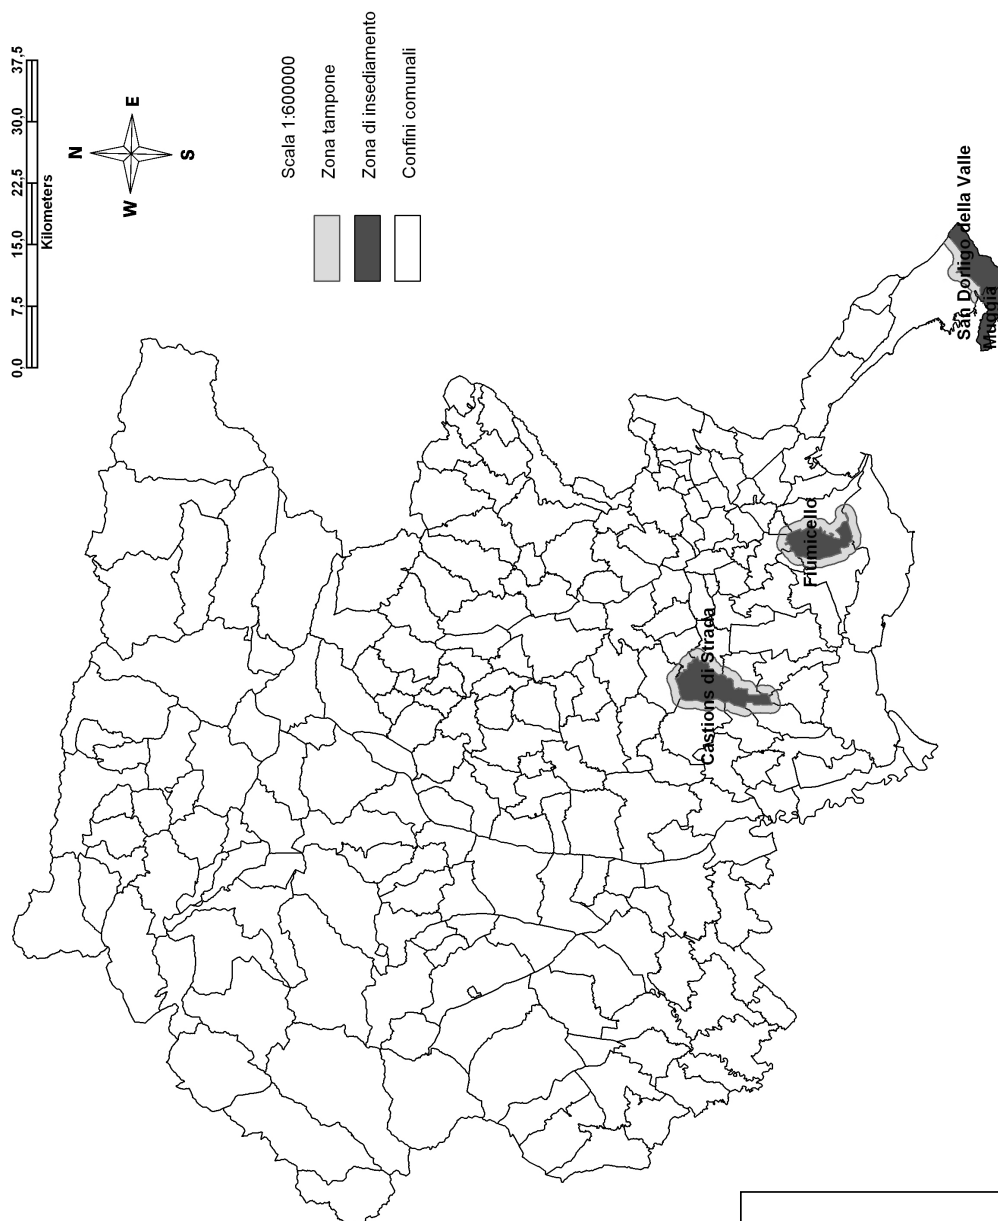 0,0 7,5 15,0 22,5 30,0 37,5
Kilometers
N
W E
S
Scala 1:600000
Zona tampone
Zona di insediamento
Confini comunali
Castions di Strada
Fiumicello
San Dorligo della Valle
Muggia